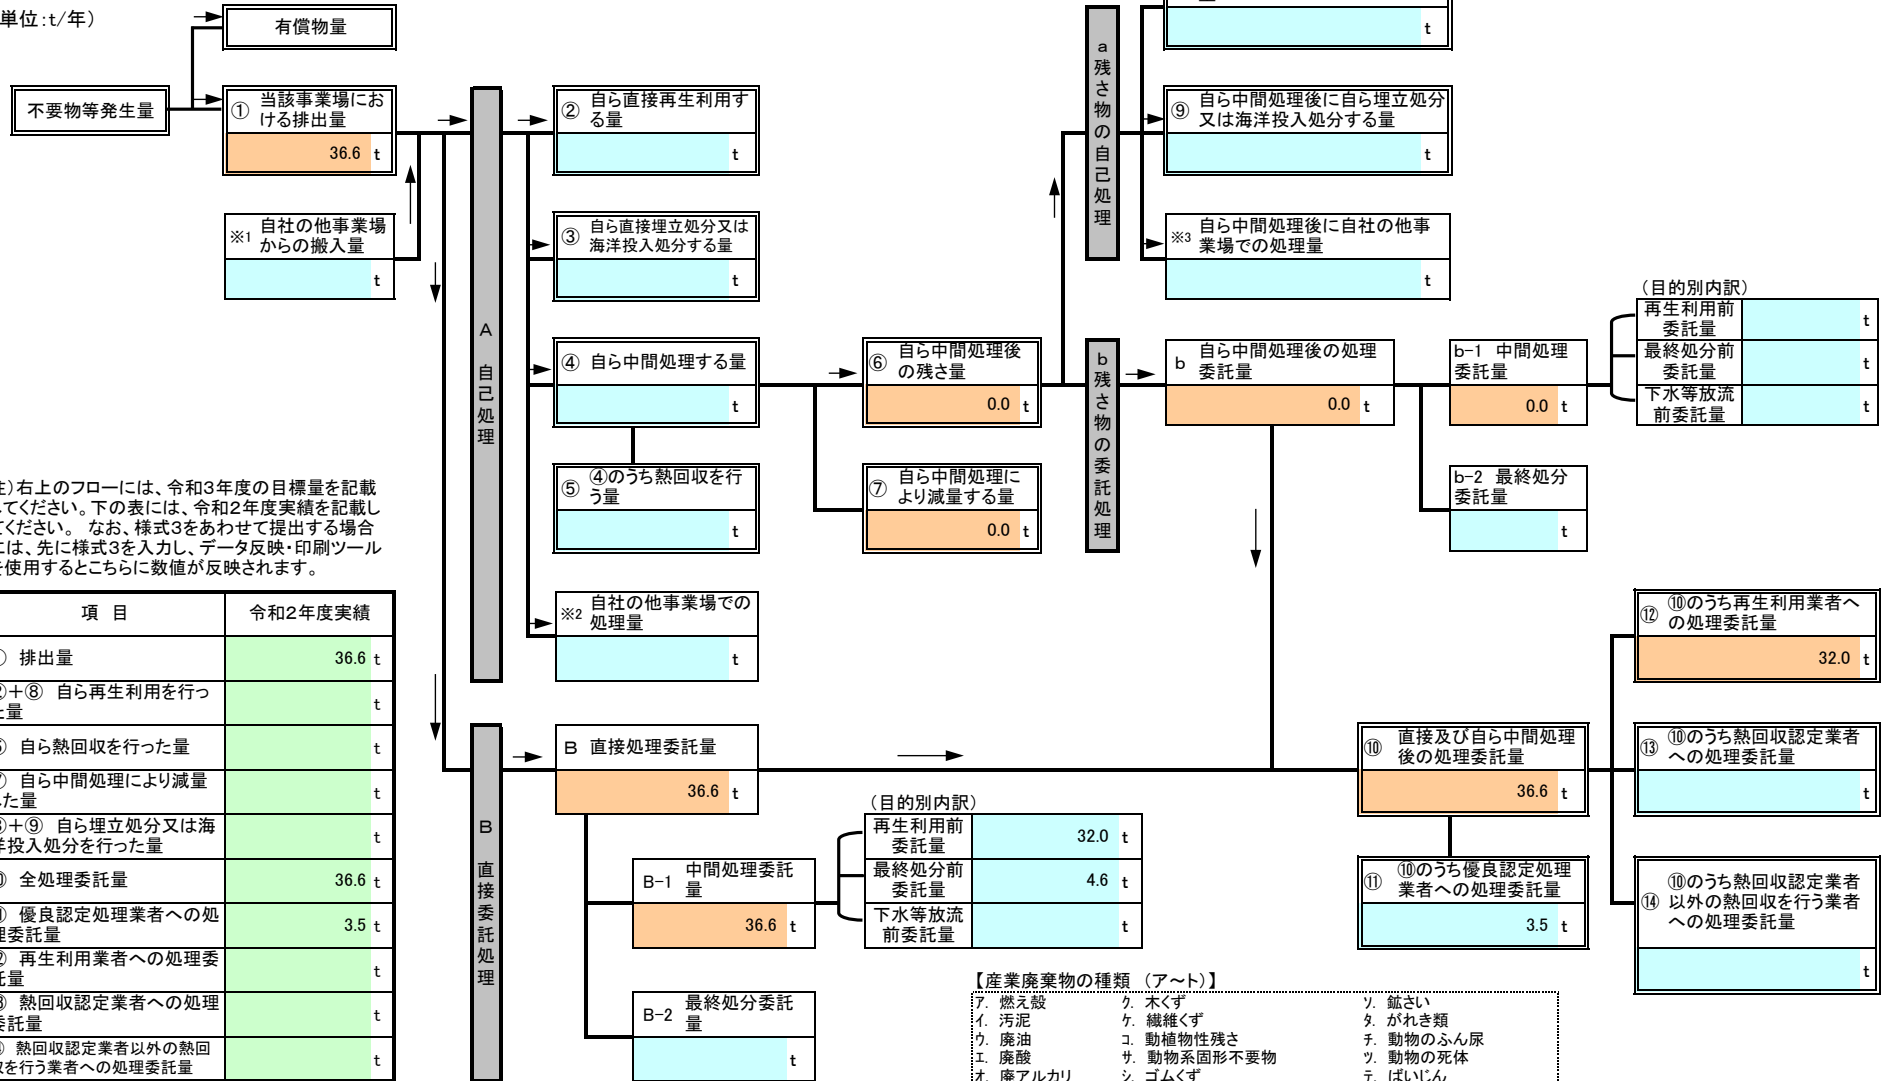 単位:t/年）
有償物量
不要物等発生量
① 当該事業場にお
ける排出量
36.6 t
※1 自社の他事業場
からの搬入量
t
A 自己処理
② 自ら直接再生利用す
る量
t
③ 自ら直接埋立処分又は
海洋投入処分する量
t
④ 自ら中間処理する量
t
⑤ ④のうち熱回収を行
う量
t
※2 自社の他事業場での
処理量
t
⑥ 自ら中間処理後
の残さ量
0.0 t
⑦ 自ら中間処理に
より減量する量
0.0 t
a 残さ物の自己処理
t
⑨ 自ら中間処理後に自ら埋立処分
又は海洋投入処分する量
t
※3 自ら中間処理後に自社の他事
業場での処理量
t
b 残さ物の委託処理
b 自ら中間処理後の処理
委託量
0.0 t
b-1 中間処理
委託量
0.0 t
b-2 最終処分
委託量
t
（目的別内訳）
再生利用前
委託量
t
最終処分前
委託量
t
下水等放流
前委託量
t
）右上のフローには、令和3年度の目標量を記載
してください。下の表には、令和2年度実績を記載し
てください。 なお、様式3をあわせて提出する場合
には、先に様式3を入力し、データ反映・印刷ツール
を使用するとこちらに数値が反映されます。
項 目 令和2年度実績
排出量 36.6 t
②+⑧ 自ら再生利用を行っ
た量 t
自ら熱回収を行った量 t
自ら中間処理により減量
した量 t
③+⑨ 自ら埋立処分又は海
洋投入処分を行った量 t
全処理委託量 36.6 t
優良認定処理業者への処
理委託量 3.5 t
再生利用業者への処理委
託量 t
熱回収認定業者への処理
委託量 t
熱回収認定業者以外の熱回
収を行う業者への処理委託量 t
B 直接委託処理
B 直接処理委託量
36.6 t
B-1 中間処理委託
量
36.6 t
B-2 最終処分委託
量
t
（目的別内訳）
再生利用前
委託量
32.0 t
最終処分前
委託量
4.6 t
下水等放流
前委託量
t
⑩ 直接及び自ら中間処理
後の処理委託量
36.6 t
⑪ ⑩のうち優良認定処理
業者への処理委託量
3.5 t
⑫ ⑩のうち再生利用業者へ
の処理委託量
32.0 t
⑬ ⑩のうち熱回収認定業者
への処理委託量
t
⑭ ⑩のうち熱回収認定業者
以外の熱回収を行う業者
への処理委託量
t
【産業廃棄物の種類 （ア～ト）】
ア. 燃え殻 ク. 木くず ソ. 鉱さい
イ. 汚泥 ケ. 繊維くず タ. がれき類
ウ. 廃油 コ. 動植物性残さ チ. 動物のふん尿
エ. 廃酸 サ. 動物系固形不要物 ツ. 動物の死体
オ. 廃アルカリ シ. ゴムくず テ. ばいじん